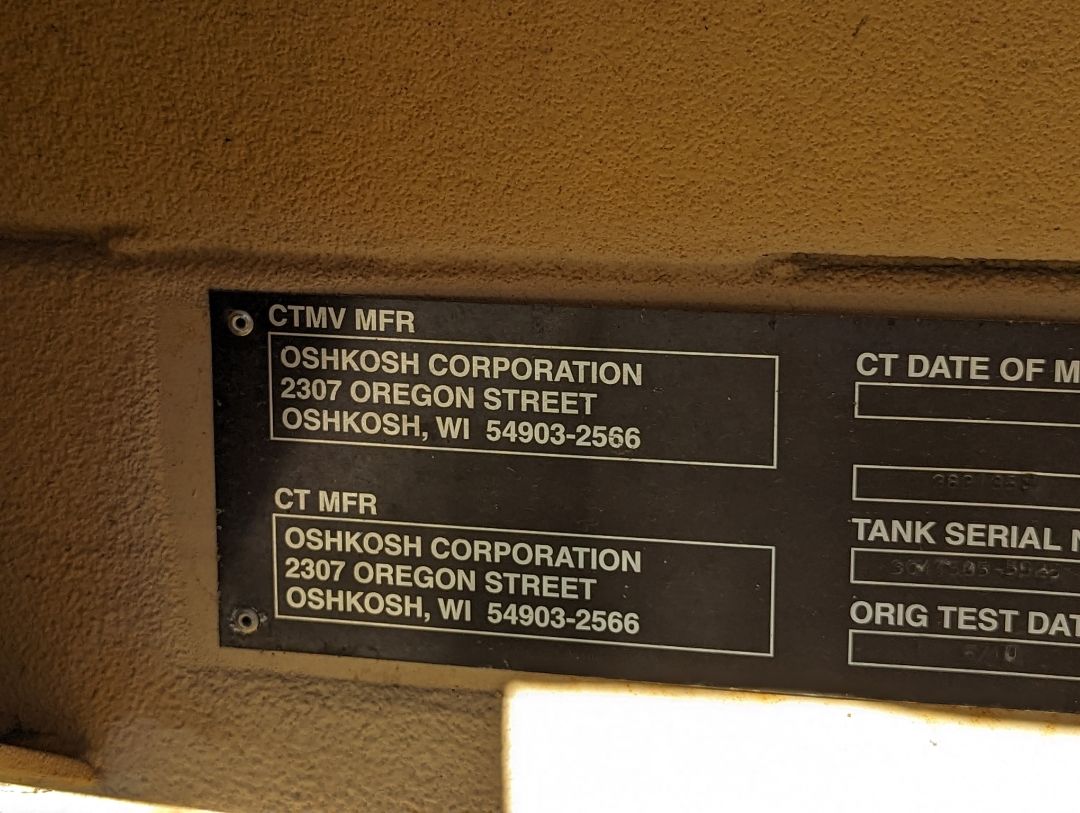 CTMV MFR
OSHKOSH CORPORATION
2307 OREGON STREET
OSHKOSH, WI 54903-2566
CT MFR
OSHKOSH CORPORATION
2307 OREGON STREET
OSHKOSH, WI 54903-2566
CT DATE OF M
TANK SERIAL N
ORIG TEST DAT